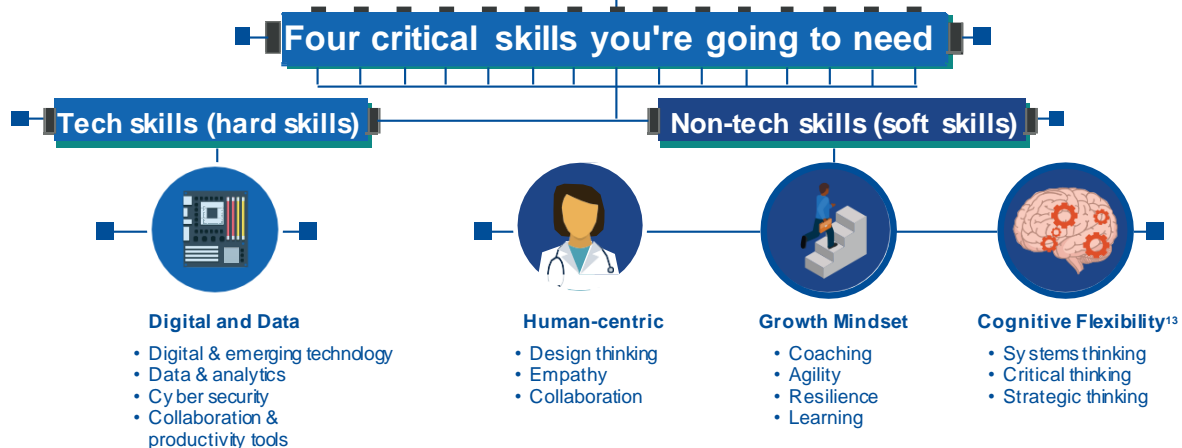 Four critical skills you're going to need
Tech skills (hard skills)
Non-tech skills (soft skills)
Digital and Data
• Digital & emerging technology
• Data & analytics
• Cyber security
• Collaboration &
productivity tools
Human-centric
• Design thinking
• Empathy
• Collaboration
Growth Mindset
• Coaching
• Agility
• Resilience
• Learning
Cognitive Flexibility¹³
• Systems thinking
• Critical thinking
• Strategic thinking